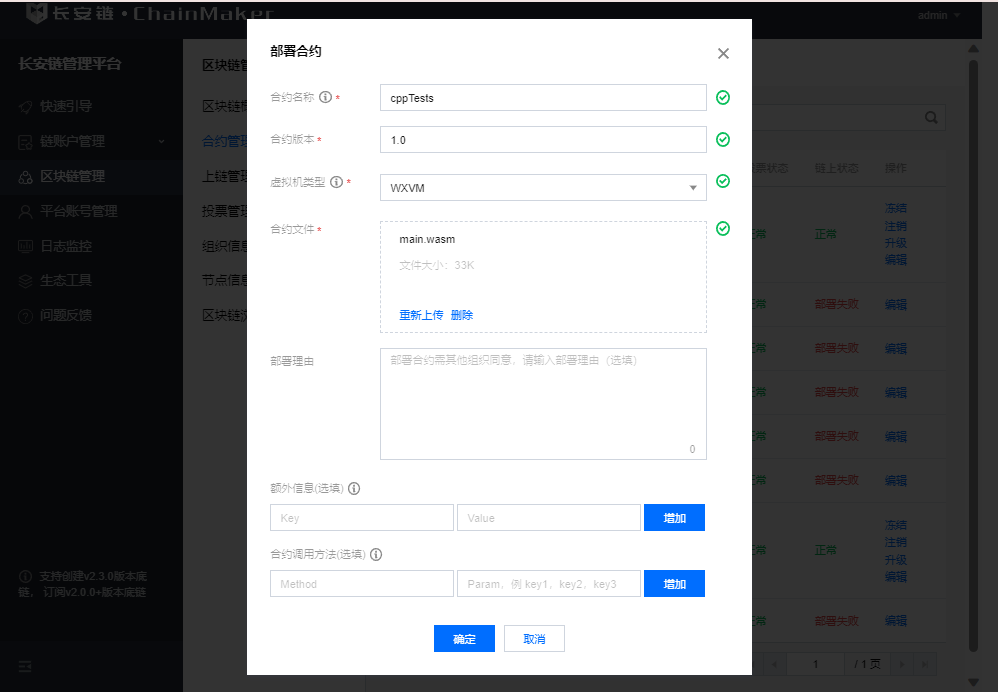 长安链·ChainMaker
admin
长安链管理平台
快速引导
链账户管理
区块链管理
平台账号管理
日志监控
生态工具
问题反馈
支持创建v2.3.0版本底
链， 订阅v2.0.0+版本底链
区块链管
区块链
合约管理
上链管理
投票管理
组织信息
节点信息
区块链
部署合约
合约名称 *
cppTests
合约版本 *
1.0
虚拟机类型 *
WXVM
合约文件 *
main.wasm
文件大小：33K
重新上传 删除
部署理由
部署合约需其他组织同意，请输入部署理由（选填）
0
额外信息(选填)
Key Value 增加
合约调用方法(选填)
Method Param，例 key1，key2，key3 增加
确定 取消
票状态 链上状态 操作
常 正常 冻结
注销
升级
编辑
常 部署失败 编辑
常 部署失败 编辑
常 部署失败 编辑
常 部署失败 编辑
常 部署失败 编辑
常 正常 冻结
注销
升级
编辑
常 部署失败 编辑
1 / 1 页